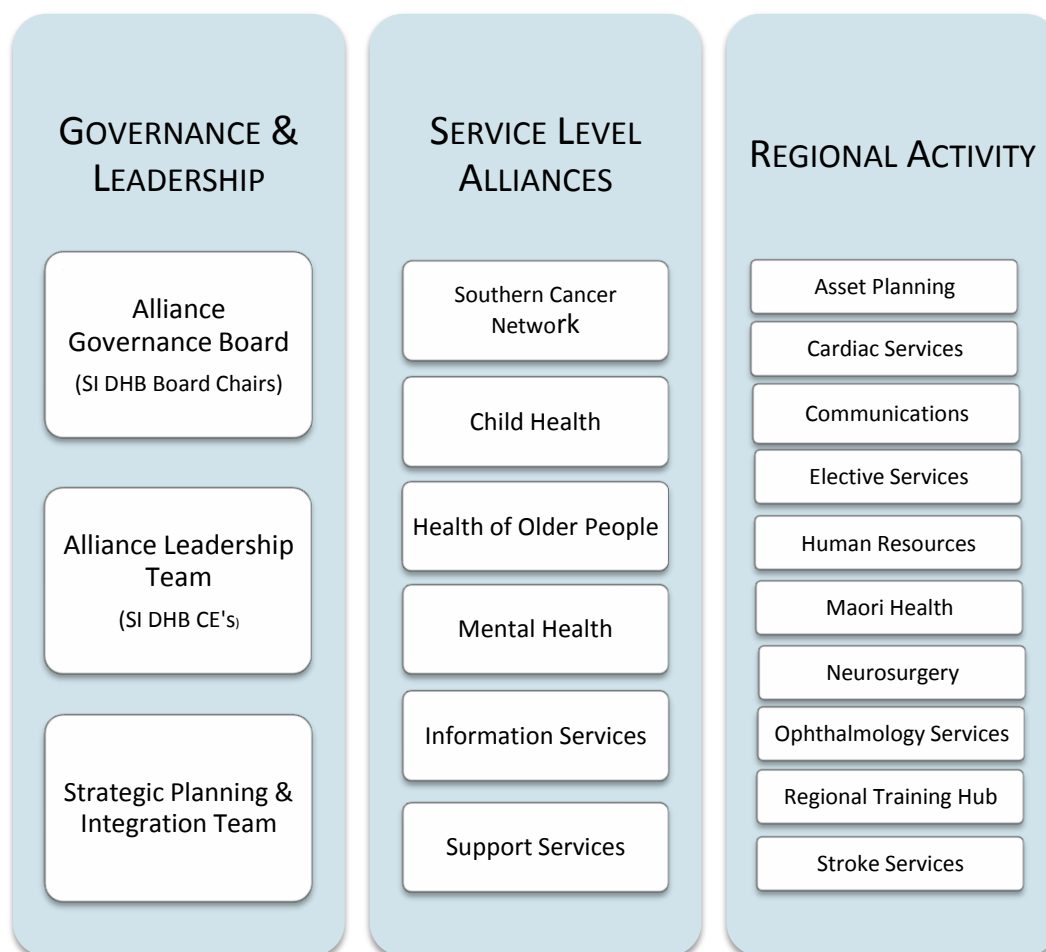 GOVERNANCE &
LEADERSHIP
Alliance
Governance Board
(SI DHB Board Chairs)
Alliance Leadership
Team
(SI DHB CE's)
Strategic Planning &
Integration Team
SERVICE LEVEL
ALLIANCES
Southern Cancer
Network
Child Health
Health of Older People
Mental Health
Information Services
Support Services
REGIONAL ACTIVITY
Asset Planning
Cardiac Services
Communications
Elective Services
Human Resources
Maori Health
Neurosurgery
Ophthalmology Services
Regional Training Hub
Stroke Services